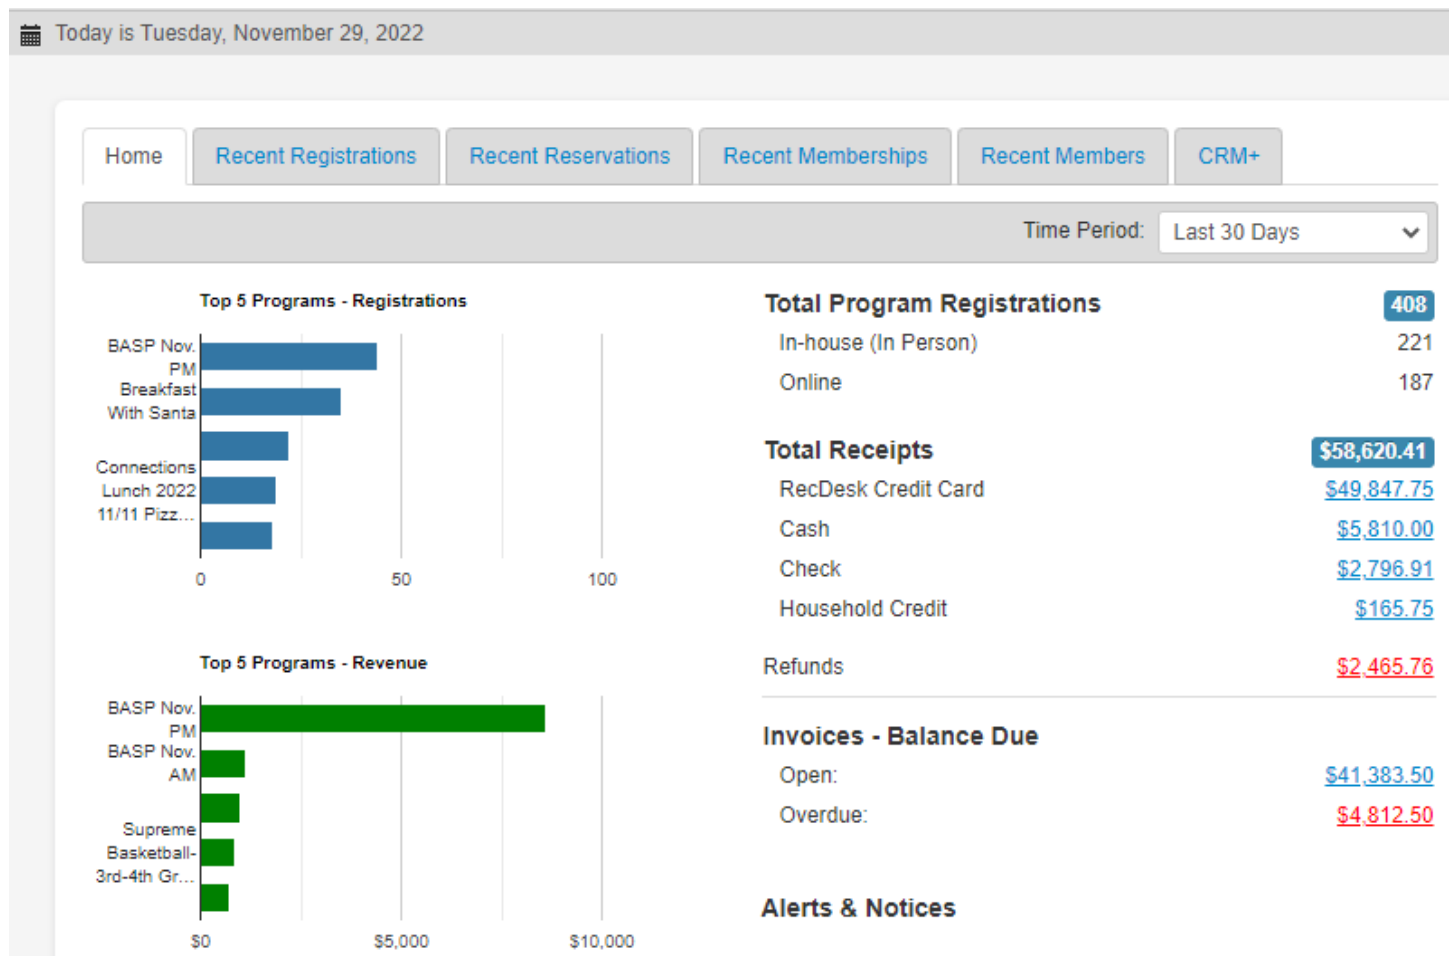 Today is Tuesday, November 29, 2022
Home Recent Registrations Recent Reservations Recent Memberships Recent Members CRM+
Time Period: Last 30 Days
Top 5 Programs - Registrations
BASP Nov.
PM
Breakfast
With Santa
Connections
Lunch 2022
11/11 Pizz...
0 50 100
Top 5 Programs - Revenue
BASP Nov.
PM
BASP Nov.
AM
Supreme
Basketball-
3rd-4th Gr...
$0 $5,000 $10,000
Total Program Registrations 408
In-house (In Person) 221
Online 187
Total Receipts $58,620.41
RecDesk Credit Card $49,847.75
Cash $5,810.00
Check $2,796.91
Household Credit $165.75
Refunds $2,465.76
Invoices - Balance Due
Open: $41,383.50
Overdue: $4,812.50
Alerts & Notices